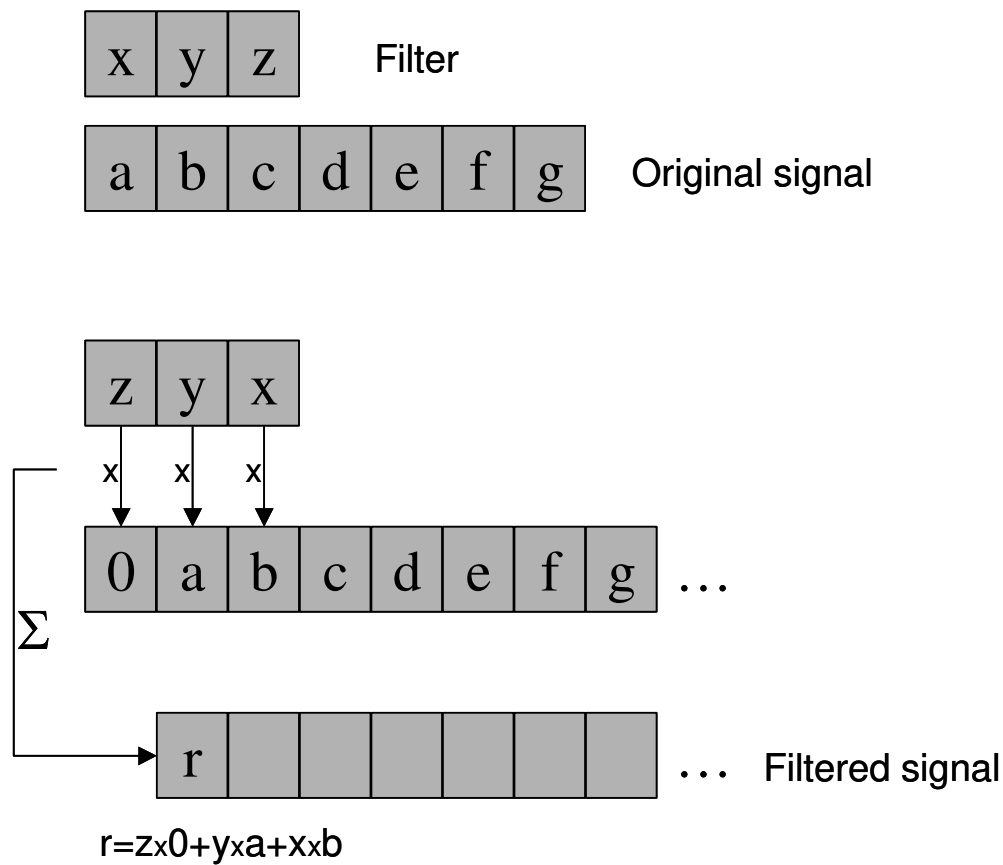 x y z Filter
a b c d e f g Original signal
z y x
x x x
0 a b c d e f g ...
Σ
r ... Filtered signal
r=zx0+yxa+xxb